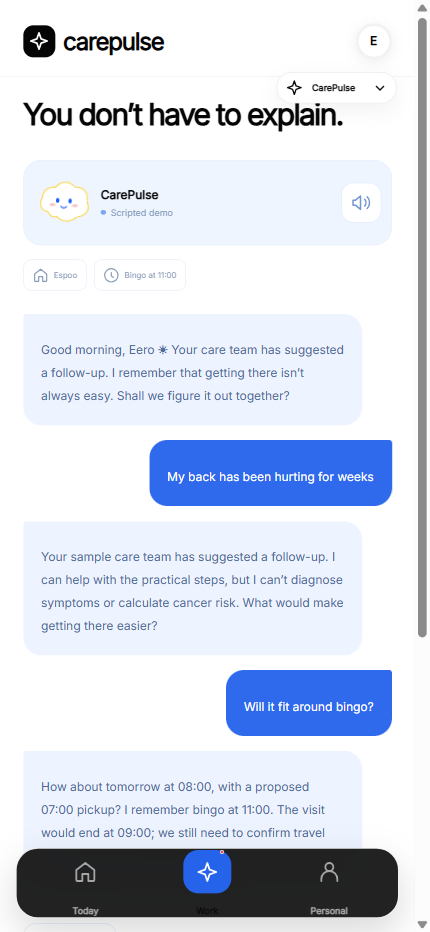 carepulse
E
CarePulse
You don’t have to explain.
CarePulse
Scripted demo
Espoo
Bingo at 11:00
Good morning, Eero ☀ Your care team has suggested
a follow-up. I remember that getting there isn’t
always easy. Shall we figure it out together?
My back has been hurting for weeks
Your sample care team has suggested a follow-up. I
can help with the practical steps, but I can’t diagnose
symptoms or calculate cancer risk. What would make
getting there easier?
Will it fit around bingo?
How about tomorrow at 08:00, with a proposed
07:00 pickup? I remember bingo at 11:00. The visit
would end at 09:00; we still need to confirm travel
Today
Work
Personal